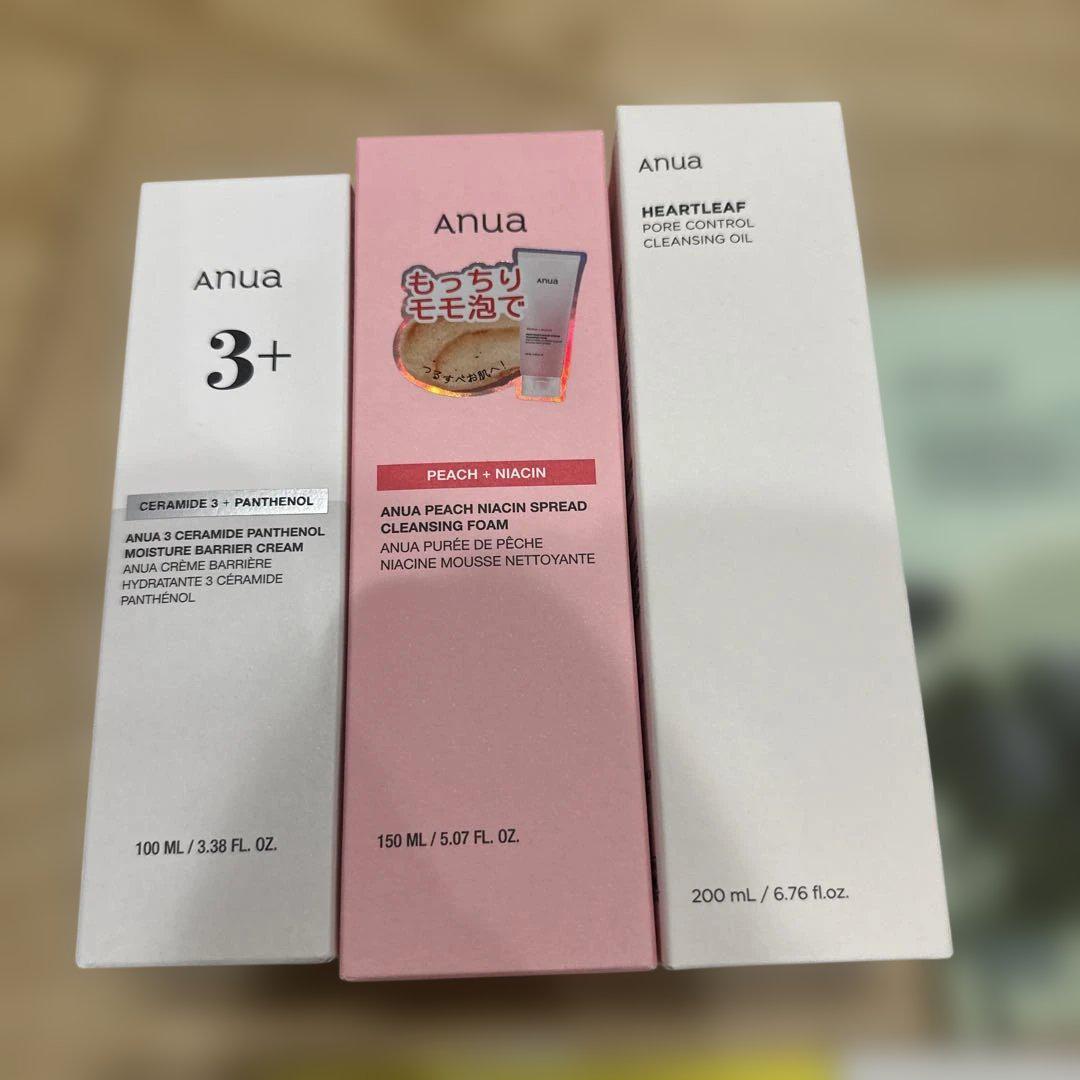 Anua
3+
CERAMIDE 3 + PANTHENOL
ANUA 3 CERAMIDE PANTHENOL
MOISTURE BARRIER CREAM
ANUA CRÈME BARRIÈRE
HYDRATANTE 3 CÉRAMIDE
PANTHÉNOL
100 ML / 3.38 FL. OZ.
Anua
もっちり
モモ泡で
つるすべお肌へ!
Anua
PEACH + NIACIN
ANUA PEACH NIACIN SPREAD
CLEANSING FOAM
ANUA PURÉE DE PÊCHE
NIACINE MOUSSE NETTOYANTE
150 ML / 5.07 FL. OZ.
Anua
HEARTLEAF
PORE CONTROL
CLEANSING OIL
200 mL / 6.76 fl.oz.